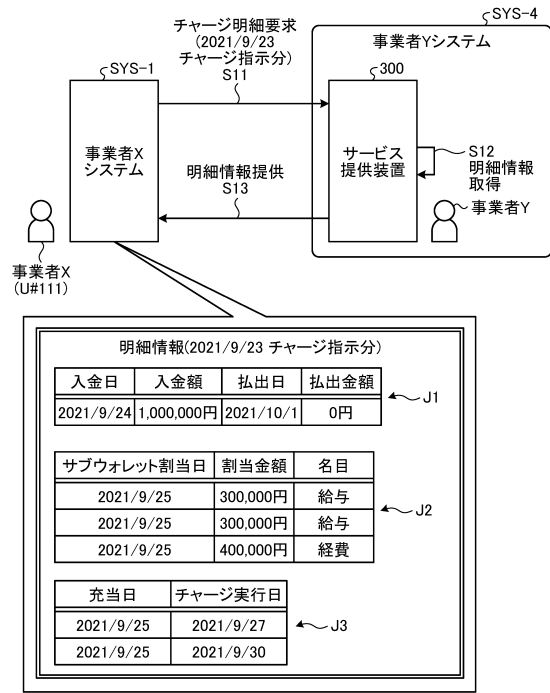 SYS-4
チャージ明細要求
(2021/9/23
チャージ指示分)
S11
事業者Yシステム
SYS-1
300
事業者X
システム
サービス
提供装置
S12
明細情報
取得
明細情報提供
S13
事業者Y
事業者X
(U#111)
明細情報(2021/9/23 チャージ指示分)
入金日 入金額 払出日 払出金額
2021/9/24 1,000,000円 2021/10/1 0円
J1
サブウォレット割当日 割当金額 名目
2021/9/25 300,000円 給与
2021/9/25 300,000円 給与
2021/9/25 400,000円 経費
J2
充当日 チャージ実行日
2021/9/25 2021/9/27
2021/9/25 2021/9/30
J3